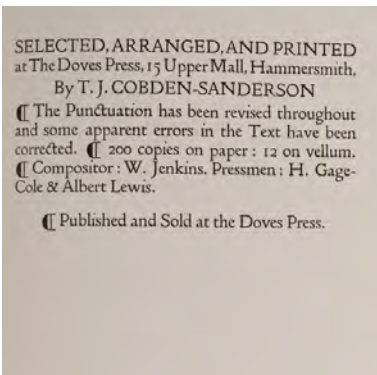 SELECTED, ARRANGED, AND PRINTED
at The Doves Press, 15 Upper Mall, Hammersmith,
By T. J. COBDEN-SANDERSON
⁋ The Punctuation has been revised throughout
and some apparent errors in the Text have been
corrected. ⁋ 200 copies on paper : 12 on vellum.
⁋ Compositor : W. Jenkins. Pressmen : H. Gage-
Cole & Albert Lewis.
⁋ Published and Sold at the Doves Press.